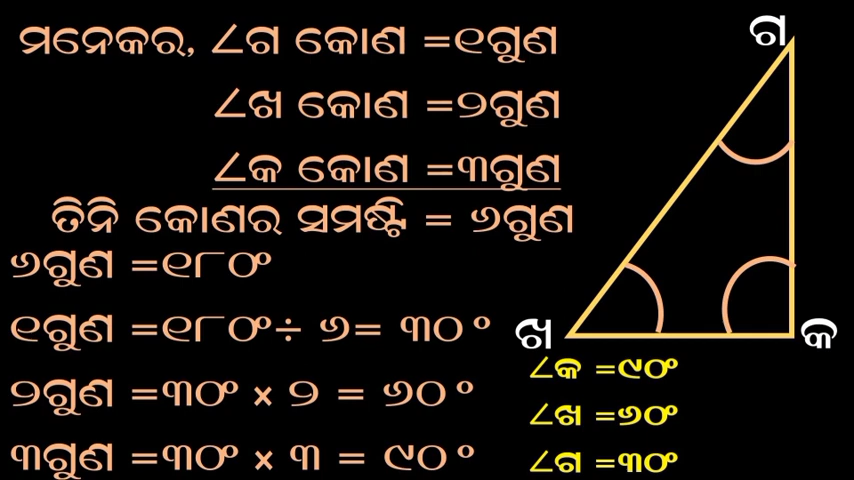 ମନେକର, ∠ଗ କୋଣ =୧ଗୁଣ
∠ଖ କୋଣ =୨ଗୁଣ
∠କ କୋଣ =୩ଗୁଣ
ତିନି କୋଣର ସମଷ୍ଟି = ୬ଗୁଣ
୬ଗୁଣ =୧୮୦°
୧ଗୁଣ =୧୮୦°÷ ୬= ୩୦°
୨ଗୁଣ =୩୦° × ୨ = ୬୦°
୩ଗୁଣ =୩୦° × ୩ = ୯୦°
ଗ
ଖ
କ
∠କ =୯୦°
∠ଖ =୬୦°
∠ଗ =୩୦°